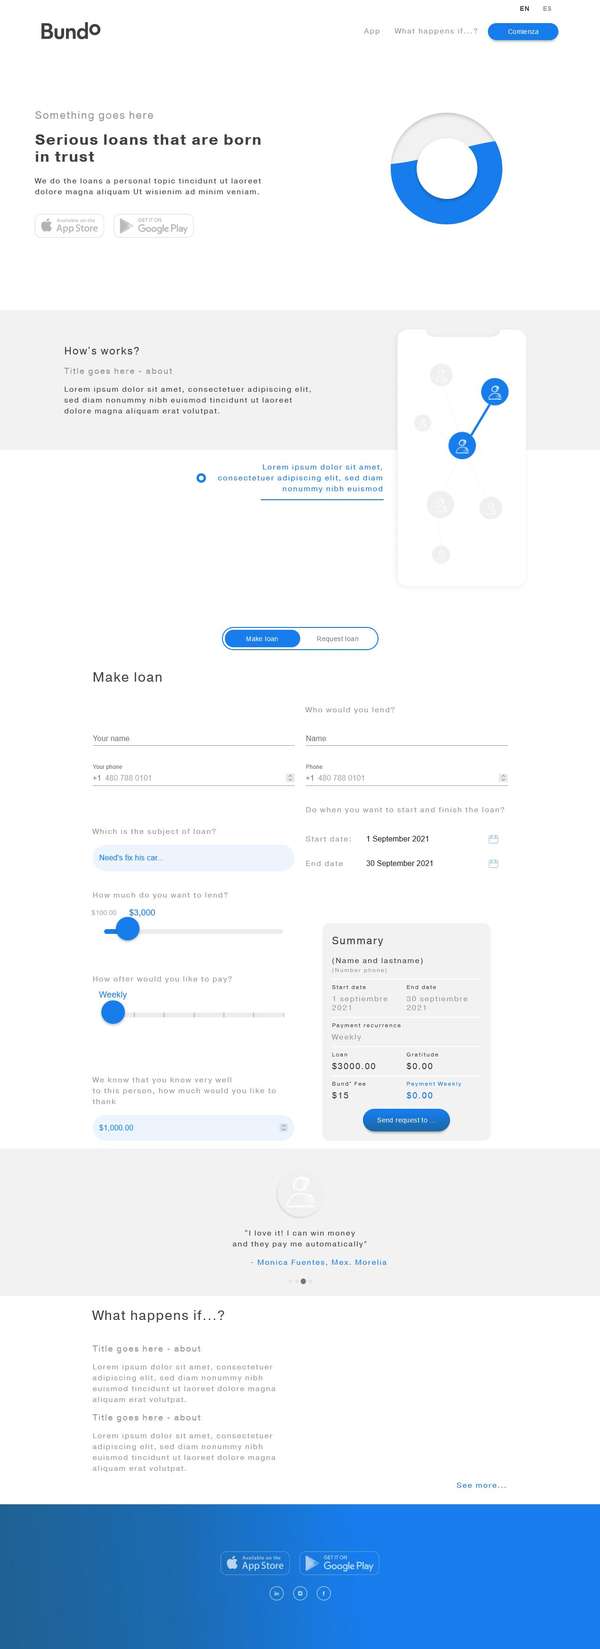 EN ES
Bundo
App What happens if...? Comienza
Something goes here
Serious loans that are born
in trust
We do the loans a personal topic tincidunt ut laoreet
dolore magna aliquam Ut wisienim ad minim veniam.
Available on the
App Store
GET IT ON
Google Play
How's works?
Title goes here - about
Lorem ipsum dolor sit amet, consectetuer adipiscing elit,
sed diam nonummy nibh euismod tincidunt ut laoreet
dolore magna aliquam erat volutpat.
Lorem ipsum dolor sit amet,
consectetuer adipiscing elit, sed diam
nonummy nibh euismod
Make loan Request loan
Make loan
Who would you lend?
Your name
Name
Your phone
+1 480 788 0101
Phone
+1 480 788 0101
Do when you want to start and finish the loan?
Which is the subject of loan?
Start date: 1 September 2021
Need's fix his car...
End date 30 September 2021
How much do you want to lend?
$100.00 $3,000
How after would you like to pay?
Weekly
We know that you know very well
to this person, how much would you like to
thank
$1,000.00
Summary
(Name and lastname)
(Number phone)
Start date End date
1 septiembre 30 septiembre
2021 2021
Payment recurrence
Weekly
Loan Gratitude
$3000.00 $0.00
Bund° Fee Payment Weekly
$15 $0.00
Send request to ...
"I love it! I can win money
and they pay me automatically"
- Monica Fuentes, Mex. Morelia
What happens if...?
Title goes here - about
Lorem ipsum dolor sit amet, consectetuer
adipiscing elit, sed diam nonummy nibh
euismod tincidunt ut laoreet dolore magna
aliquam erat volutpat.
Title goes here - about
Lorem ipsum dolor sit amet, consectetuer
adipiscing elit, sed diam nonummy nibh
euismod tincidunt ut laoreet dolore magna
aliquam erat volutpat.
See more...
Available on the
App Store
GET IT ON
Google Play
in
f